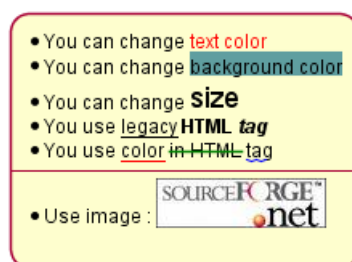 • You can change text color
• You can change background color
• You can change size
• You use legacy HTML tag
• You use color in HTML tag
• Use image : SOURCEFORGE™
.net